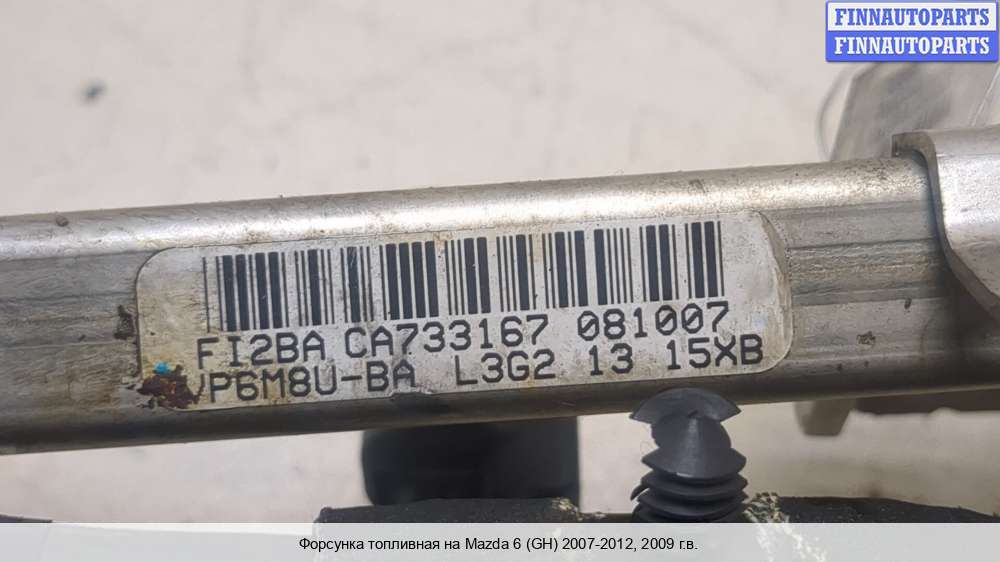 FINNAUTOPARTS
FINNAUTOPARTS
FI2BA CA733167 081007
VP6M8U-BA L3G2 13 15XB
Форсунка топливная на Mazda 6 (GH) 2007-2012, 2009 г.в.